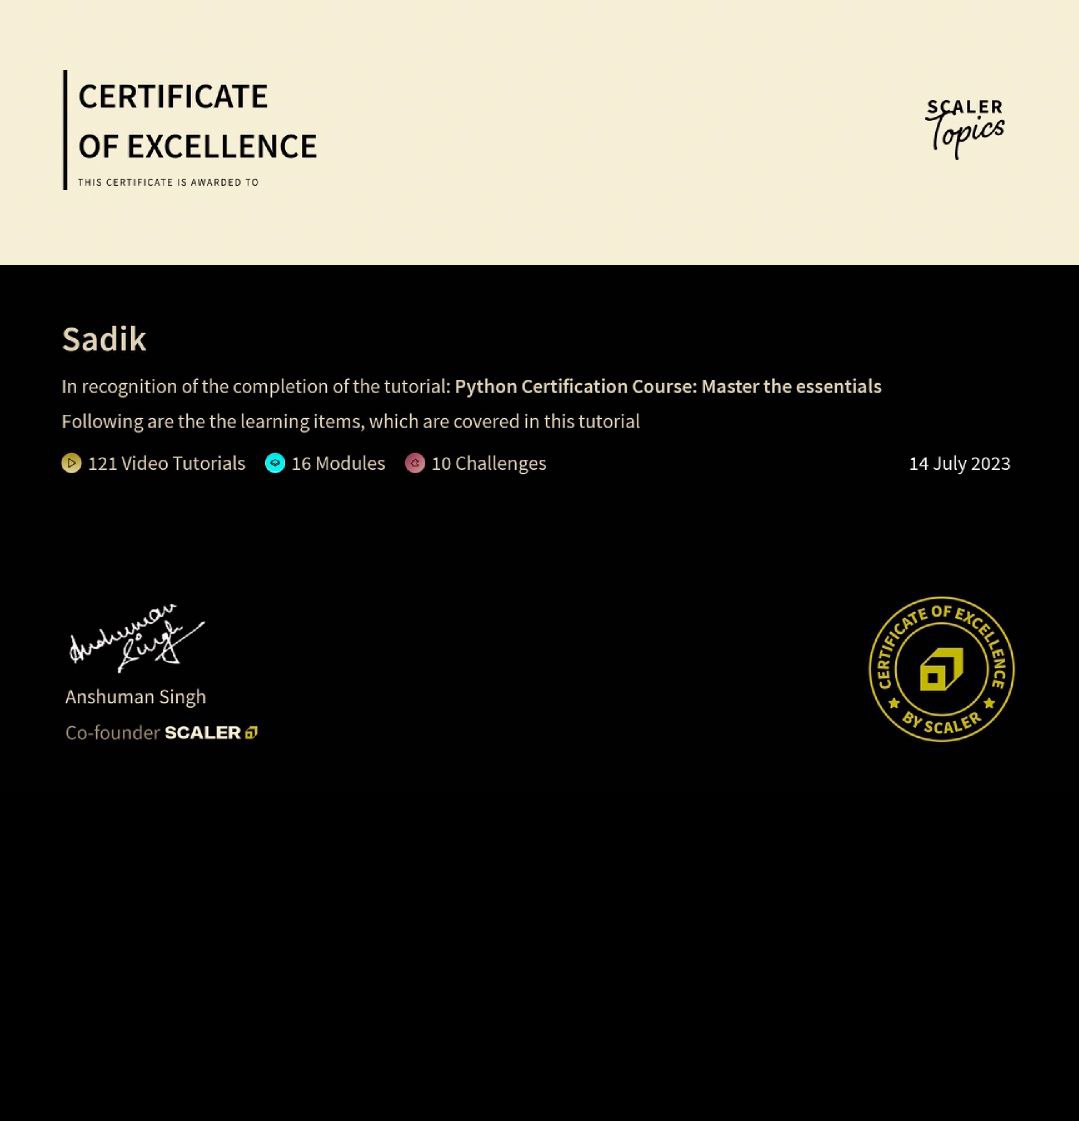 CERTIFICATE
OF EXCELLENCE
THIS CERTIFICATE IS AWARDED TO
SCALER
Topics
Sadik
In recognition of the completion of the tutorial: Python Certification Course: Master the essentials
Following are the the learning items, which are covered in this tutorial
121 Video Tutorials 16 Modules 10 Challenges 14 July 2023
Anshuman
Singh
Anshuman Singh
Co-founder SCALER
CERTIFICATE OF EXCELLENCE
BY SCALER